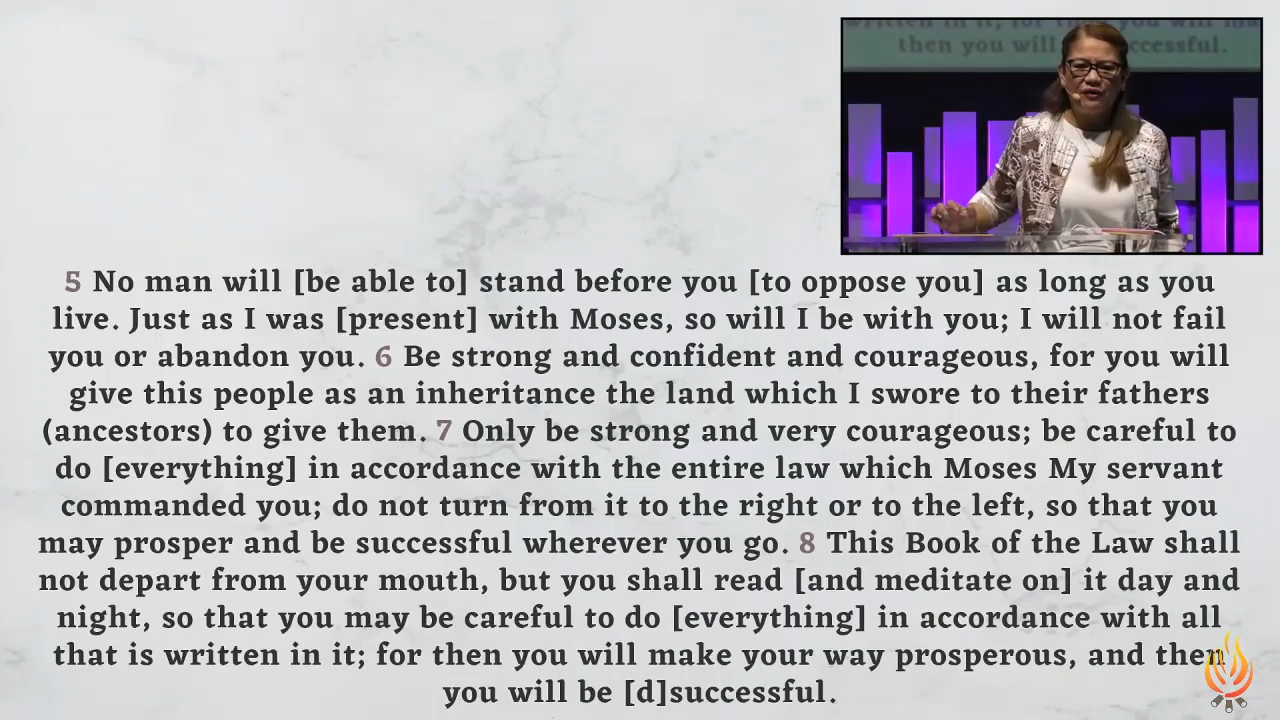 written in it; for then you will
then you will successful.
5 No man will [be able to] stand before you [to oppose you] as long as you
live. Just as I was [present] with Moses, so will I be with you; I will not fail
you or abandon you. 6 Be strong and confident and courageous, for you will
give this people as an inheritance the land which I swore to their fathers
(ancestors) to give them. 7 Only be strong and very courageous; be careful to
do [everything] in accordance with the entire law which Moses My servant
commanded you; do not turn from it to the right or to the left, so that you
may prosper and be successful wherever you go. 8 This Book of the Law shall
not depart from your mouth, but you shall read [and meditate on] it day and
night, so that you may be careful to do [everything] in accordance with all
that is written in it; for then you will make your way prosperous, and then
you will be [d]successful.